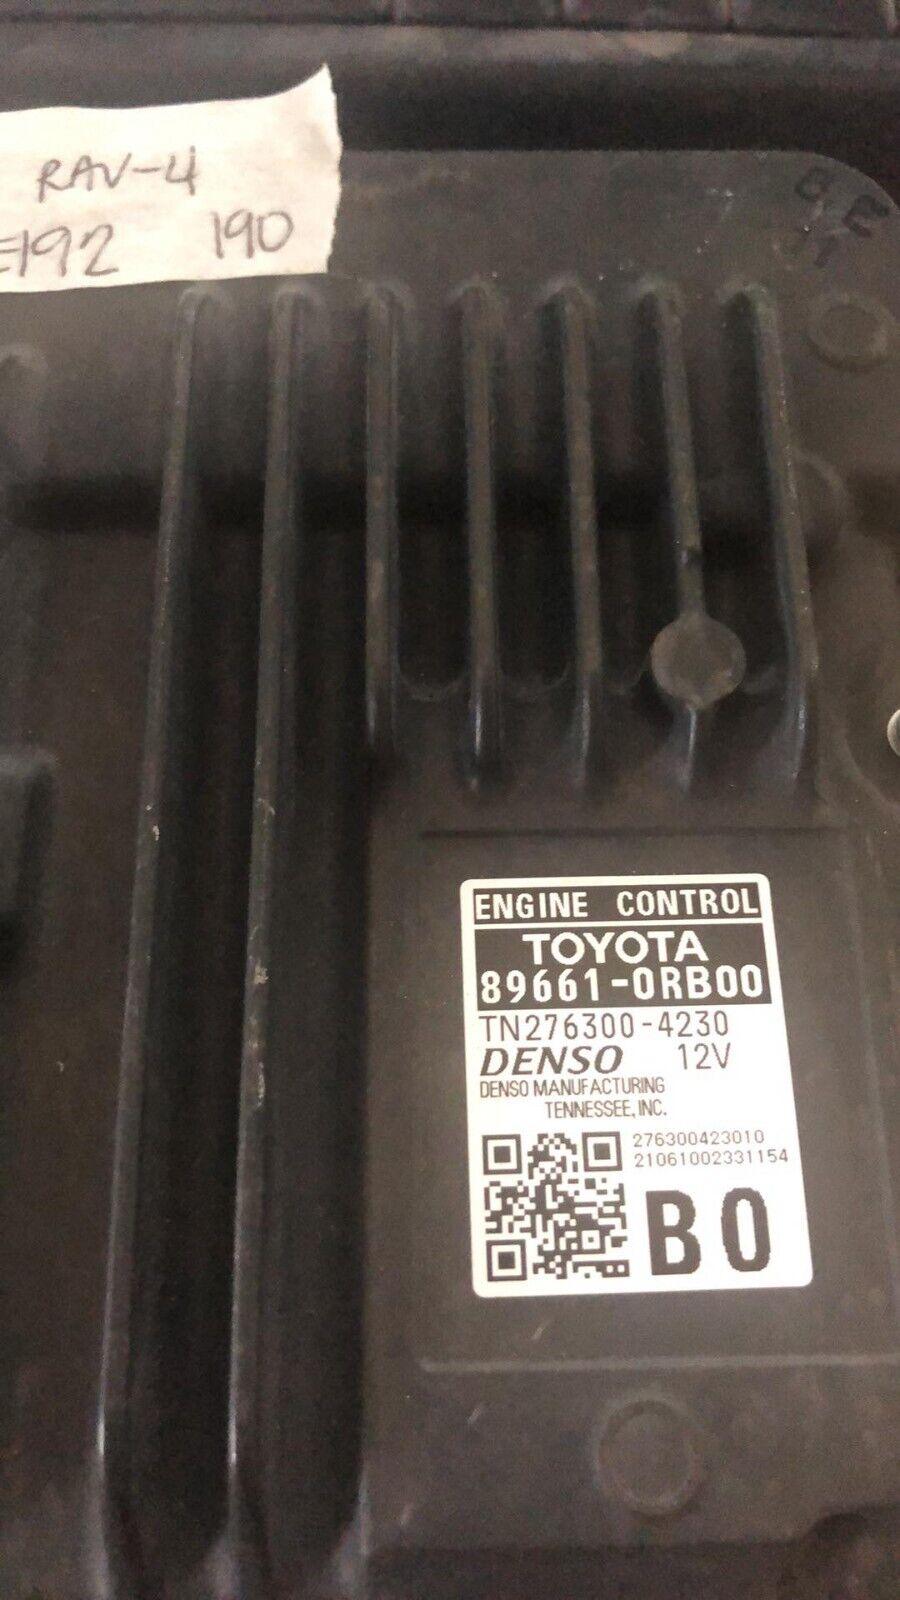 RAV-4
E192 190
B E
ENGINE CONTROL
TOYOTA
89661-0RB00
TN276300-4230
DENSO 12V
DENSO MANUFACTURING
TENNESSEE, INC.
276300423010
21061002331154
B0